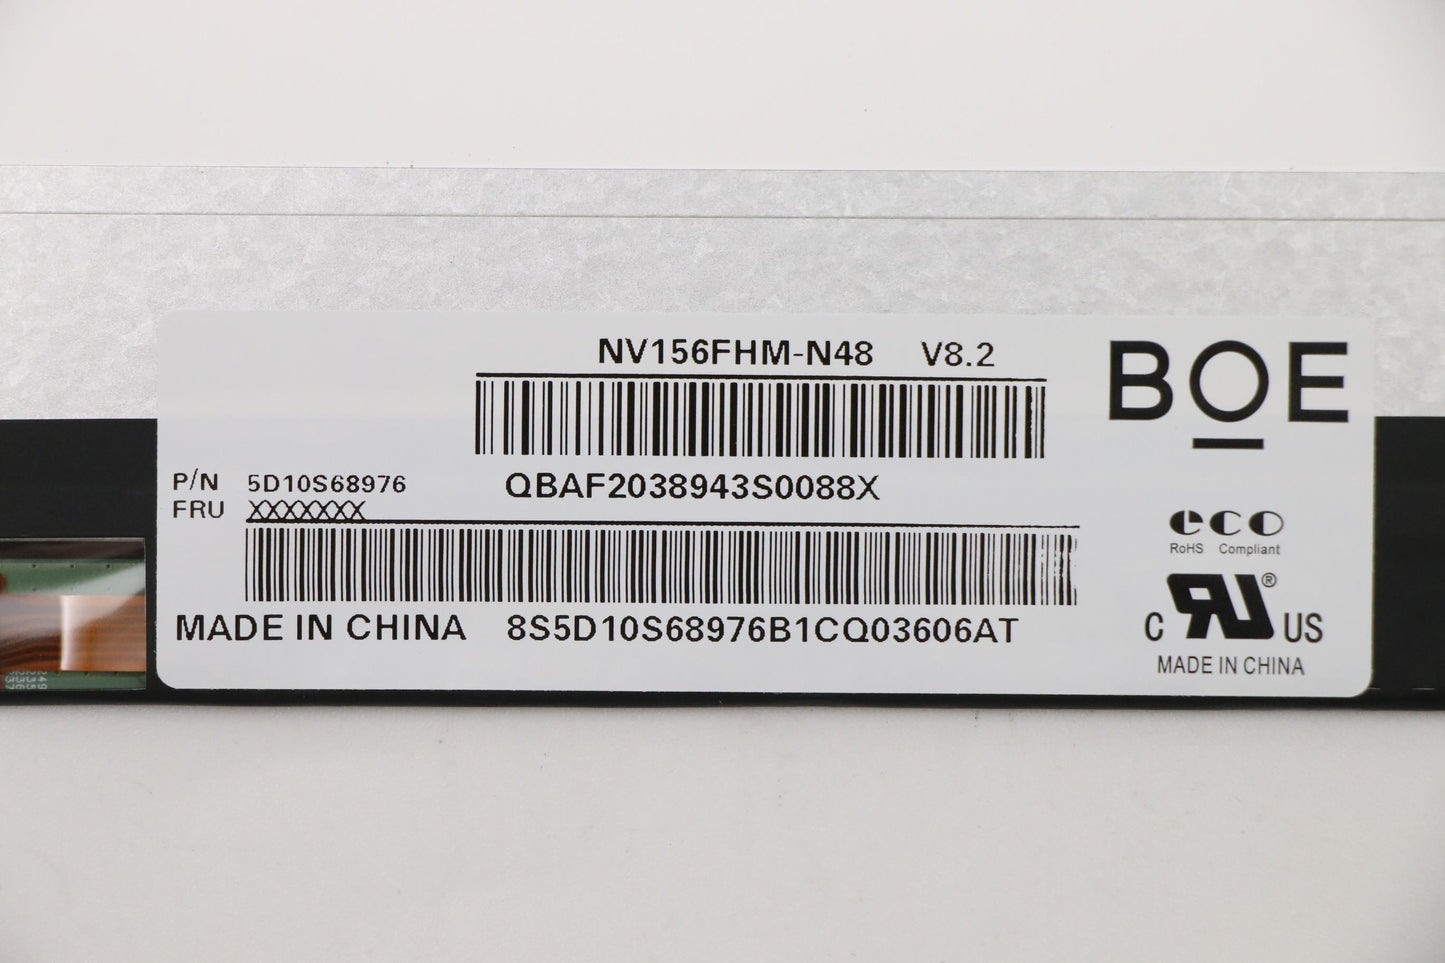 NV156FHM-N48 V8.2
BOE
P/N 5D10S68976
QBAF2038943S0088X
FRU XXXXXXX
eco
RoHS Compliant
MADE IN CHINA 8S5D10S68976B1CQ03606AT
C RU ® US
MADE IN CHINA